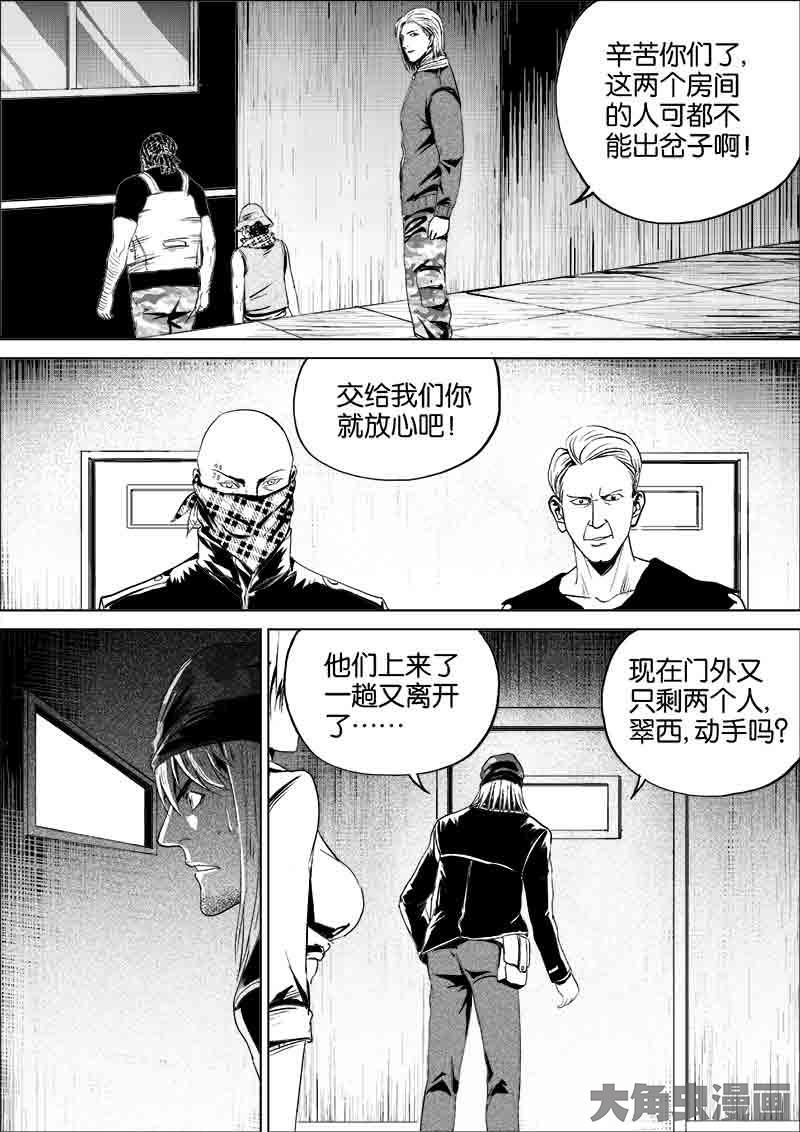 辛苦你们了,
这两个房间
的人可都不
能出岔子啊!
交给我们你
就放心吧!
他们上来了
一趟又离开
了……
现在门外又
只剩两个人,
翠西,动手吗?
大角虫漫画